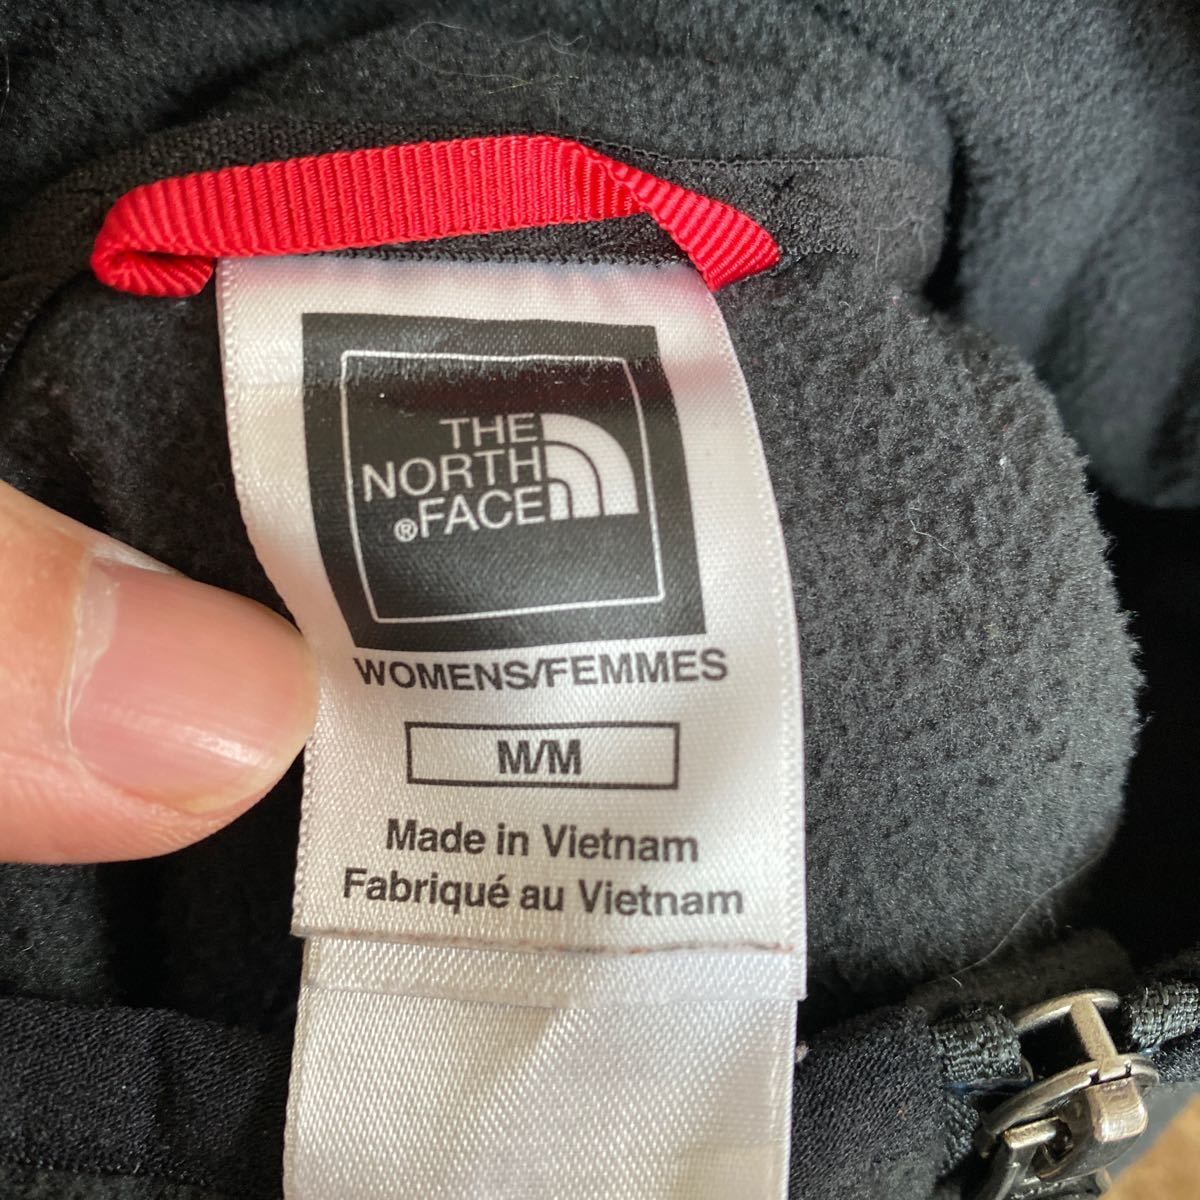 THE
NORTH
®FACE
WOMENS/FEMMES
M/M
Made in Vietnam
Fabriqué au Vietnam